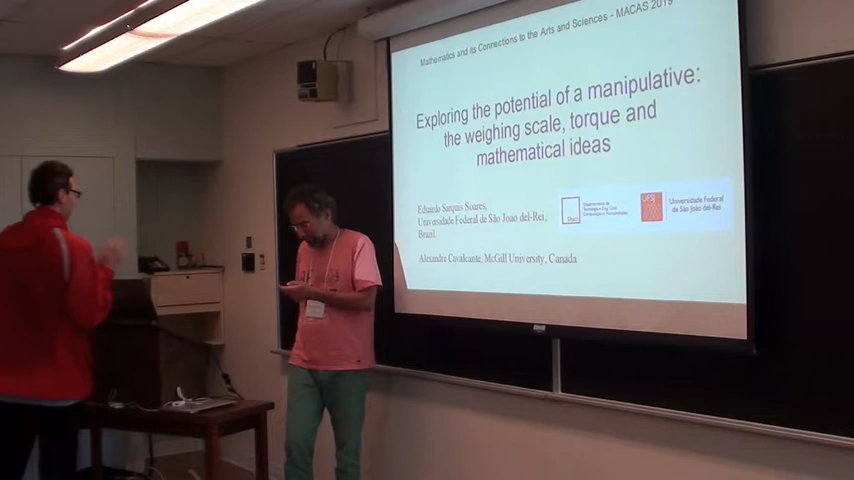 Mathematics and its Connections to the Arts and Sciences - MACAS 2019
Exploring the potential of a manipulative:
the weighing scale, torque and
mathematical ideas
Eduardo Sarquis Soares,
Universidade Federal de São Joao del-Rei,
Brazil.
UFSJ
Universidade Federal
de São João del-Rei
Alexandre Cavalcante, McGill University, Canada